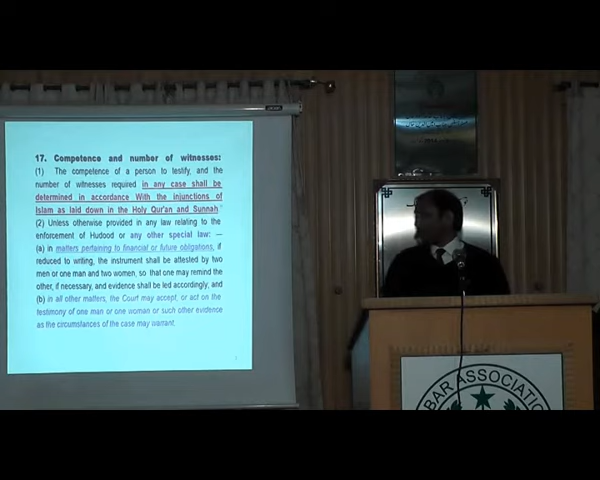 17. Competence and number of witnesses:
(1) The competence of a person to testify, and the
number of witnesses required in any case shall be
determined in accordance With the injunctions of
Islam as laid down in the Holy Qur'an and Sunnah
(2) Unless otherwise provided in any law relating to the
enforcement of Hudood or any other special law: —
(a) in matters pertaining to financial or future obligations, if
reduced to writing, the instrument shall be attested by two
men or one man and two women, so that one may remind the
other, if necessary, and evidence shall be led accordingly; and
(b) in all other matters, the Court may accept, or act on the
testimony of one man or one woman or such other evidence
as the circumstances of the case may warrant.
BAR ASSOCIATION